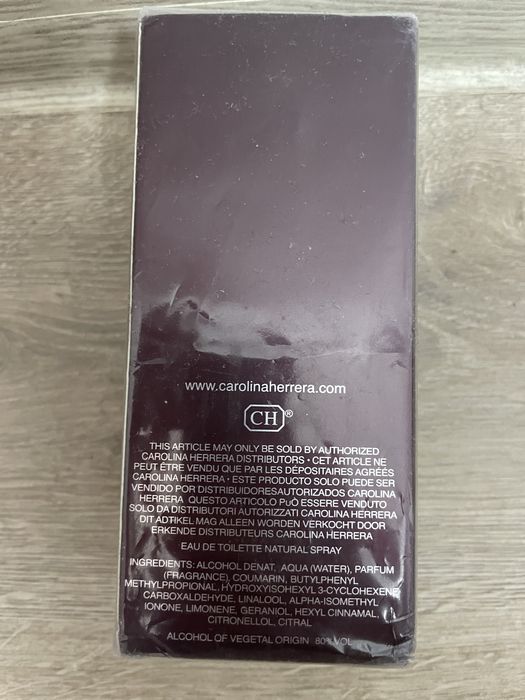 www.carolinaherrera.com
CH®
THIS ARTICLE MAY ONLY BE SOLD BY AUTHORIZED
CAROLINA HERRERA DISTRIBUTORS • CET ARTICLE NE
PEUT ÊTRE VENDU QUE PAR LES DÉPOSITAIRES AGRÉÉS
CAROLINA HERRERA • ESTE PRODUCTO SOLO PUEDE SER
VENDIDO POR DISTRIBUIDORESAUTORIZADOS CAROLINA
HERRERA QUESTO ARTICOLO PuÒ ESSERE VENDUTO
SOLO DA DISTRIBUTORI AUTORIZZATI CAROLINA HERRERA
DIT ADTIKEL MAG ALLEEN WORDEN VERKOCHT DOOR
ERKENDE DISTRIBUTEURS CAROLINA HERRERA
EAU DE TOILETTE NATURAL SPRAY
INGREDIENTS: ALCOHOL DENAT, AQUA (WATER), PARFUM
(FRAGRANCE), COUMARIN, BUTYLPHENYL
METHYLPROPIONAL, HYDROXYISOHEXYL 3-CYCLOHEXENE
CARBOXALDEHYDE, LINALOOL, ALPHA-ISOMETHYL
IONONE, LIMONENE, GERANIOL, HEXYL CINNAMAL,
CITRONELLOL, CITRAL
ALCOHOL OF VEGETAL ORIGIN 80% VOL